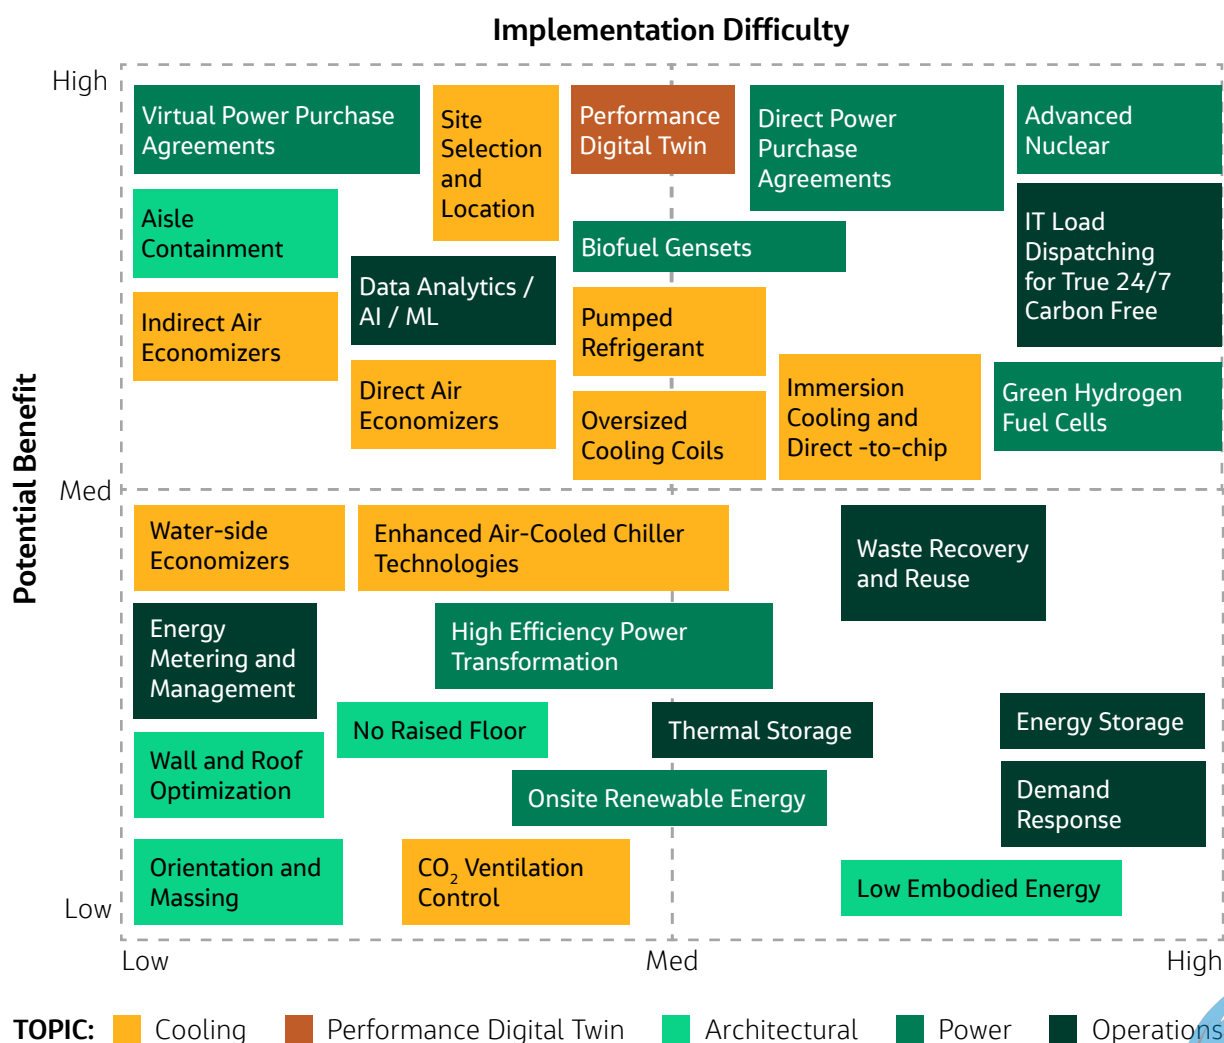 Implementation Difficulty
High
Virtual Power Purchase
Agreements
Site
Selection
and
Location
Performance
Digital Twin
Direct Power
Purchase
Agreements
Advanced
Nuclear
Aisle
Containment
IT Load
Dispatching
for True 24/7
Carbon Free
Biofuel Gensets
Data Analytics /
AI / ML
Indirect Air
Economizers
Pumped
Refrigerant
Direct Air
Economizers
Oversized
Cooling Coils
Immersion
Cooling and
Direct -to-chip
Green Hydrogen
Fuel Cells
Potential Benefit
Med
Water-side
Economizers
Enhanced Air-Cooled Chiller
Technologies
Waste Recovery
and Reuse
Energy
Metering and
Management
High Efficiency Power
Transformation
No Raised Floor
Thermal Storage
Energy Storage
Wall and Roof
Optimization
Onsite Renewable Energy
Demand
Response
Orientation and
Massing
CO₂ Ventilation
Control
Low Embodied Energy
Low
Low Med High
TOPIC: Cooling Performance Digital Twin Architectural Power Operations